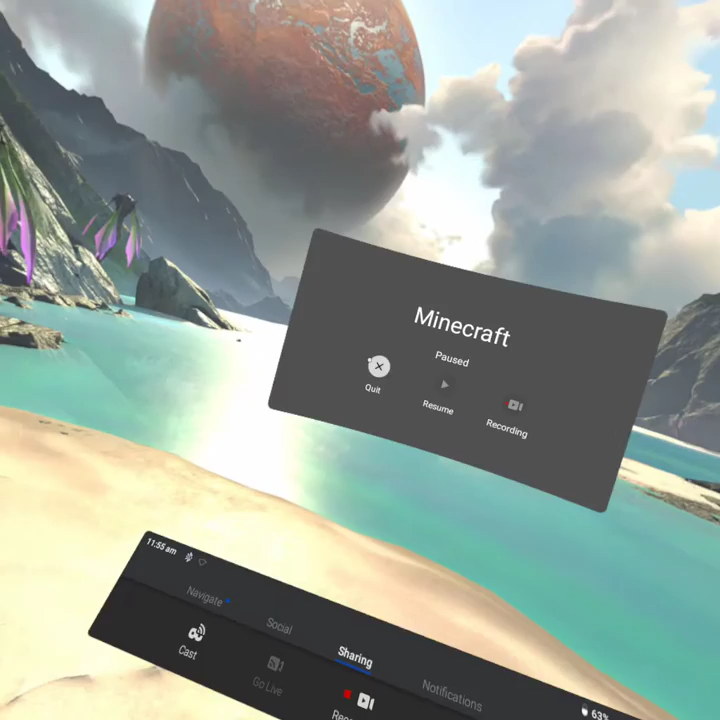 Minecraft
Paused
Quit
Resume
Recording
11:55 am
Navigate
Social
Sharing
Notifications
63%
Cast
Go Live